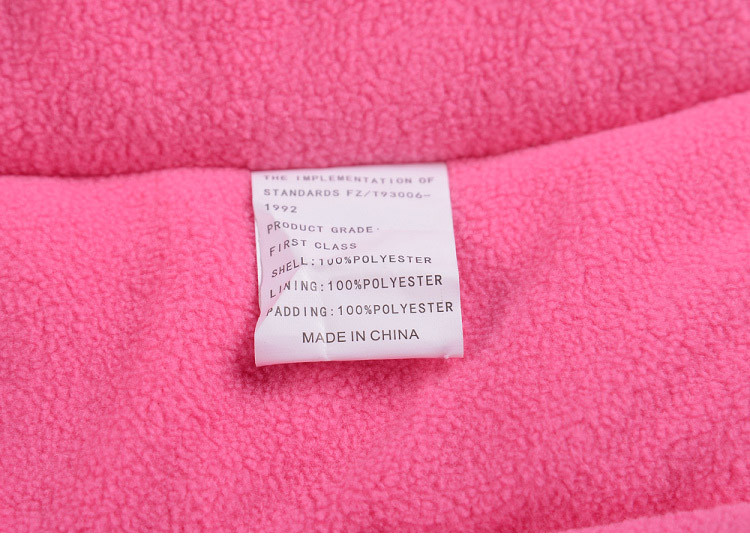 THE IMPLEMENTATION OF
STANDARDS FZ/T93006-
1992
PRODUCT GRADE:
FIRST CLASS
SHELL:100%POLYESTER
LINING:100%POLYESTER
PADDING:100%POLYESTER
MADE IN CHINA